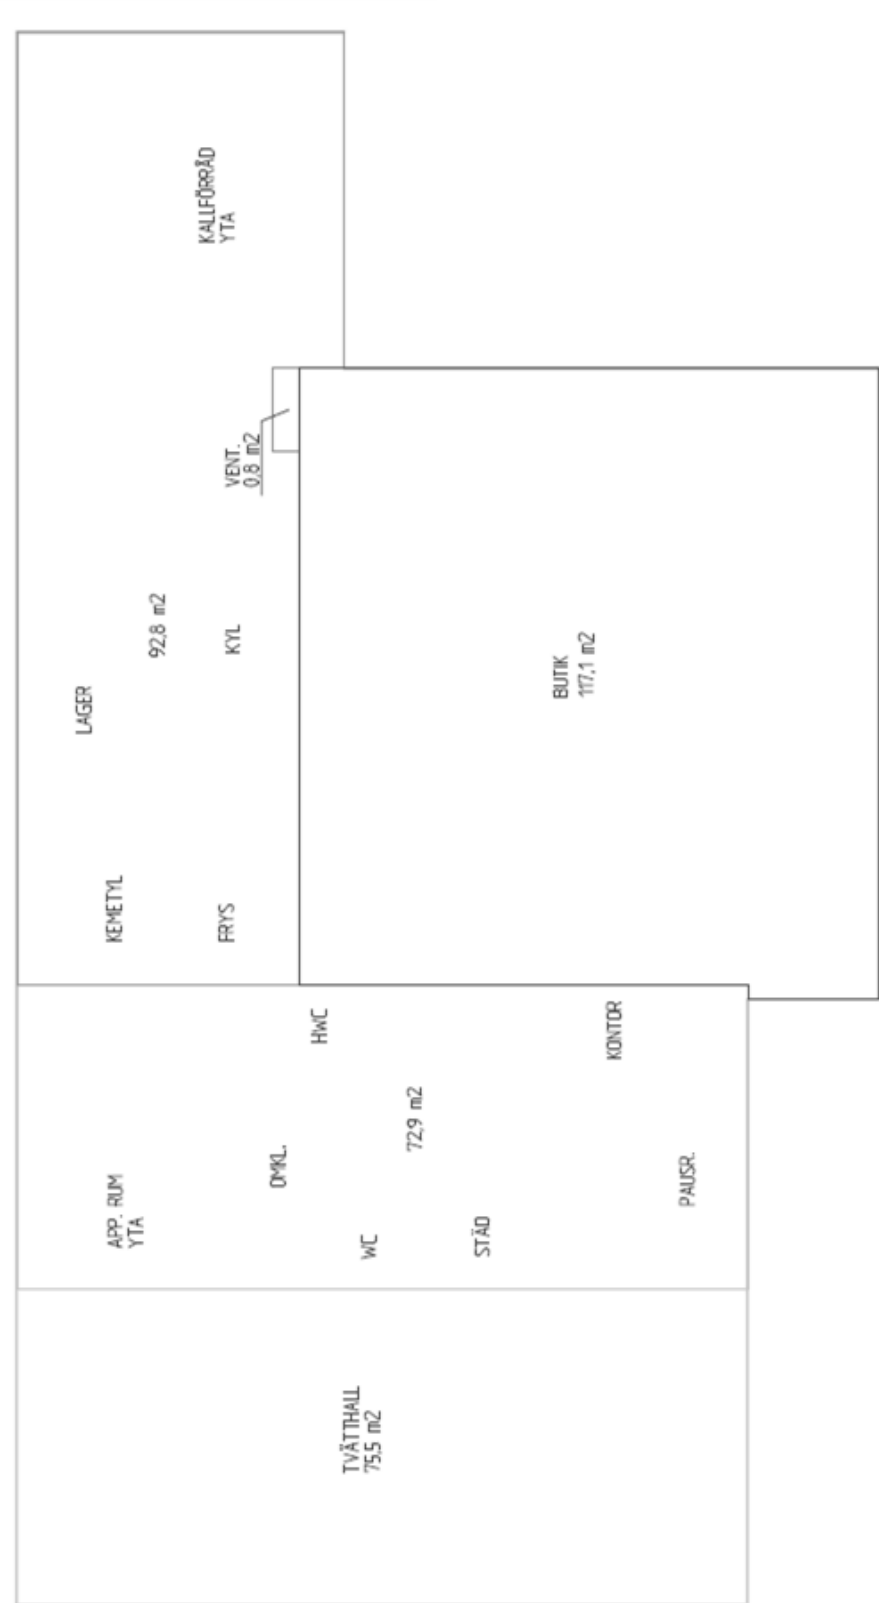 KALLFÖRRÅD
YTA
VENT.
0,8 m2
92,8 m2
KYL
LAGER
BUTIK
117,1 m2
KEMETYL
FRYS
HWC
KONTOR
72,9 m2
OMKL.
PAUSR.
APP. RUM
YTA
WC
STÄD
TVÄTTHALL
75,5 m2